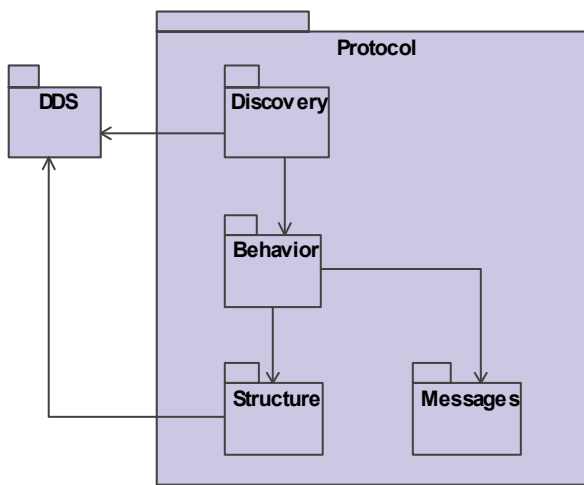 Protocol
DDS
Discovery
Behavior
Structure
Messages